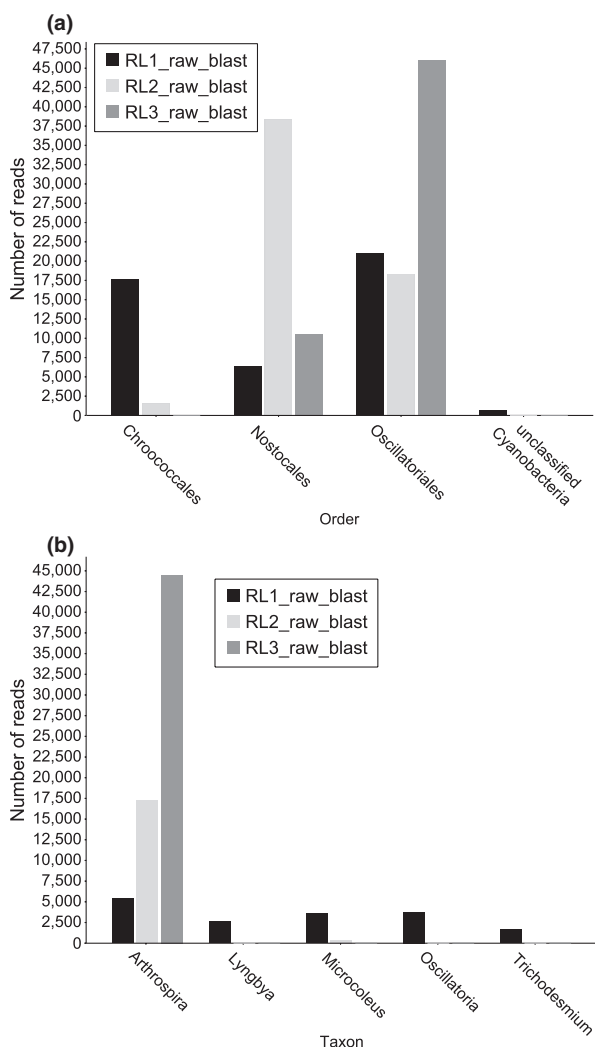 (a)
47,500
45,000
42,500
40,000
37,500
35,000
32,500
30,000
27,500
25,000
22,500
20,000
17,500
15,000
12,500
10,000
7,500
5,000
2,500
0
Number of reads
RL1_raw_blast
RL2_raw_blast
RL3_raw_blast
Chroococcales
Nostocales
Oscillatoriales
unclassified
Cyanobacteria
Order
(b)
45,000
42,500
40,000
37,500
35,000
32,500
30,000
27,500
25,000
22,500
20,000
17,500
15,000
12,500
10,000
7,500
5,000
2,500
0
Number of reads
RL1_raw_blast
RL2_raw_blast
RL3_raw_blast
Arthrospira
Lyngbya
Microcoleus
Oscillatoria
Trichodesmium
Taxon